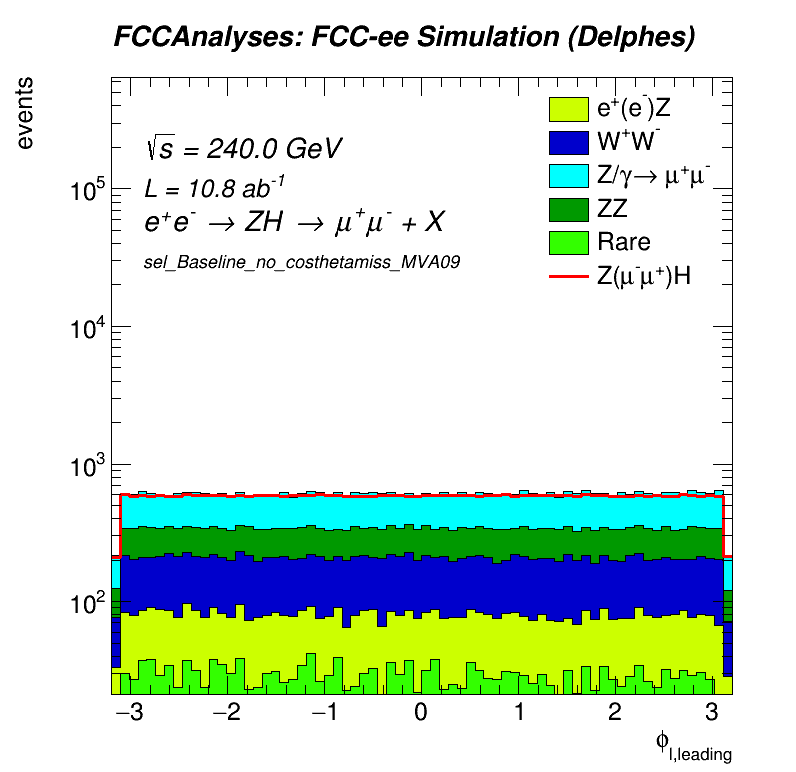 FCCAnalyses: FCC-ee Simulation (Delphes)
events
√s = 240.0 GeV
L = 10.8 ab⁻¹
e⁺e⁻ → ZH → μ⁺μ⁻ + X
sel_Baseline_no_costhetamiss_MVA09
e⁺(e⁻)Z
W⁺W⁻
Z/γ→ μ⁺μ⁻
ZZ
Rare
Z(μ⁻μ⁺)H
10⁵
10⁴
10³
10²
−3 −2 −1 0 1 2 3
ϕ_l,leading